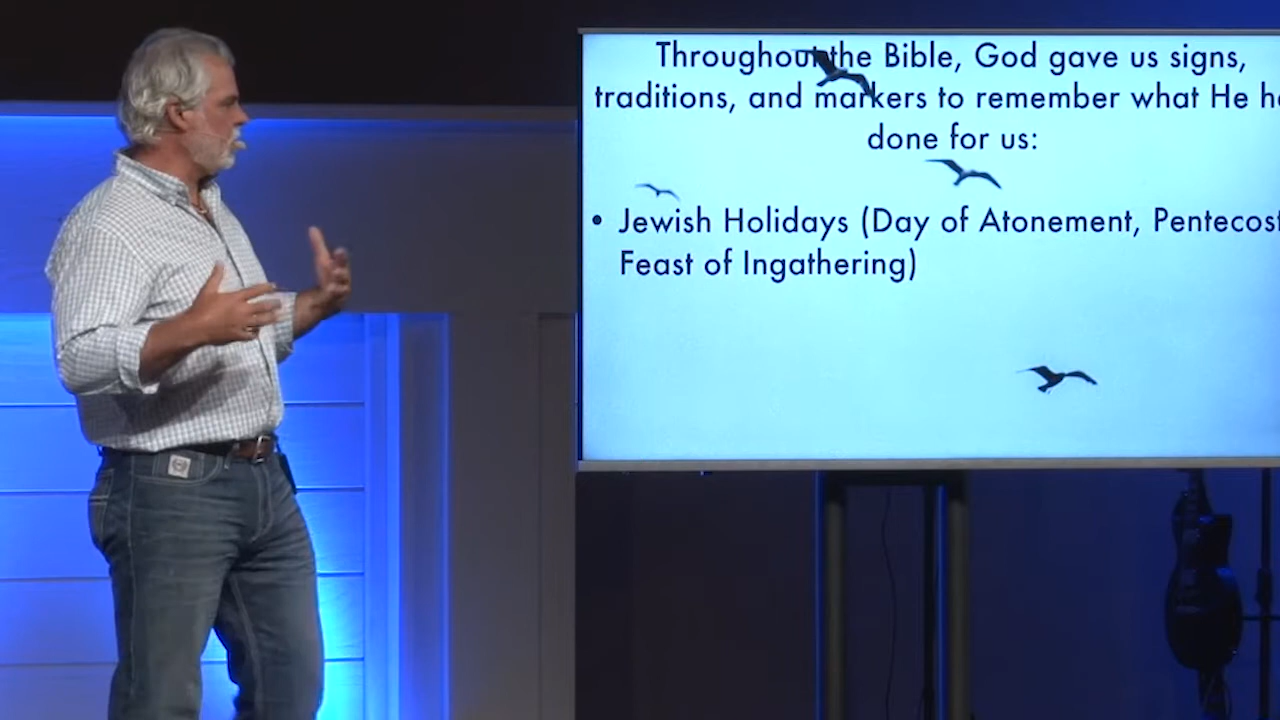 Throughout the Bible, God gave us signs,
traditions, and markers to remember what He
done for us:
• Jewish Holidays (Day of Atonement, Pentecost
Feast of Ingathering)